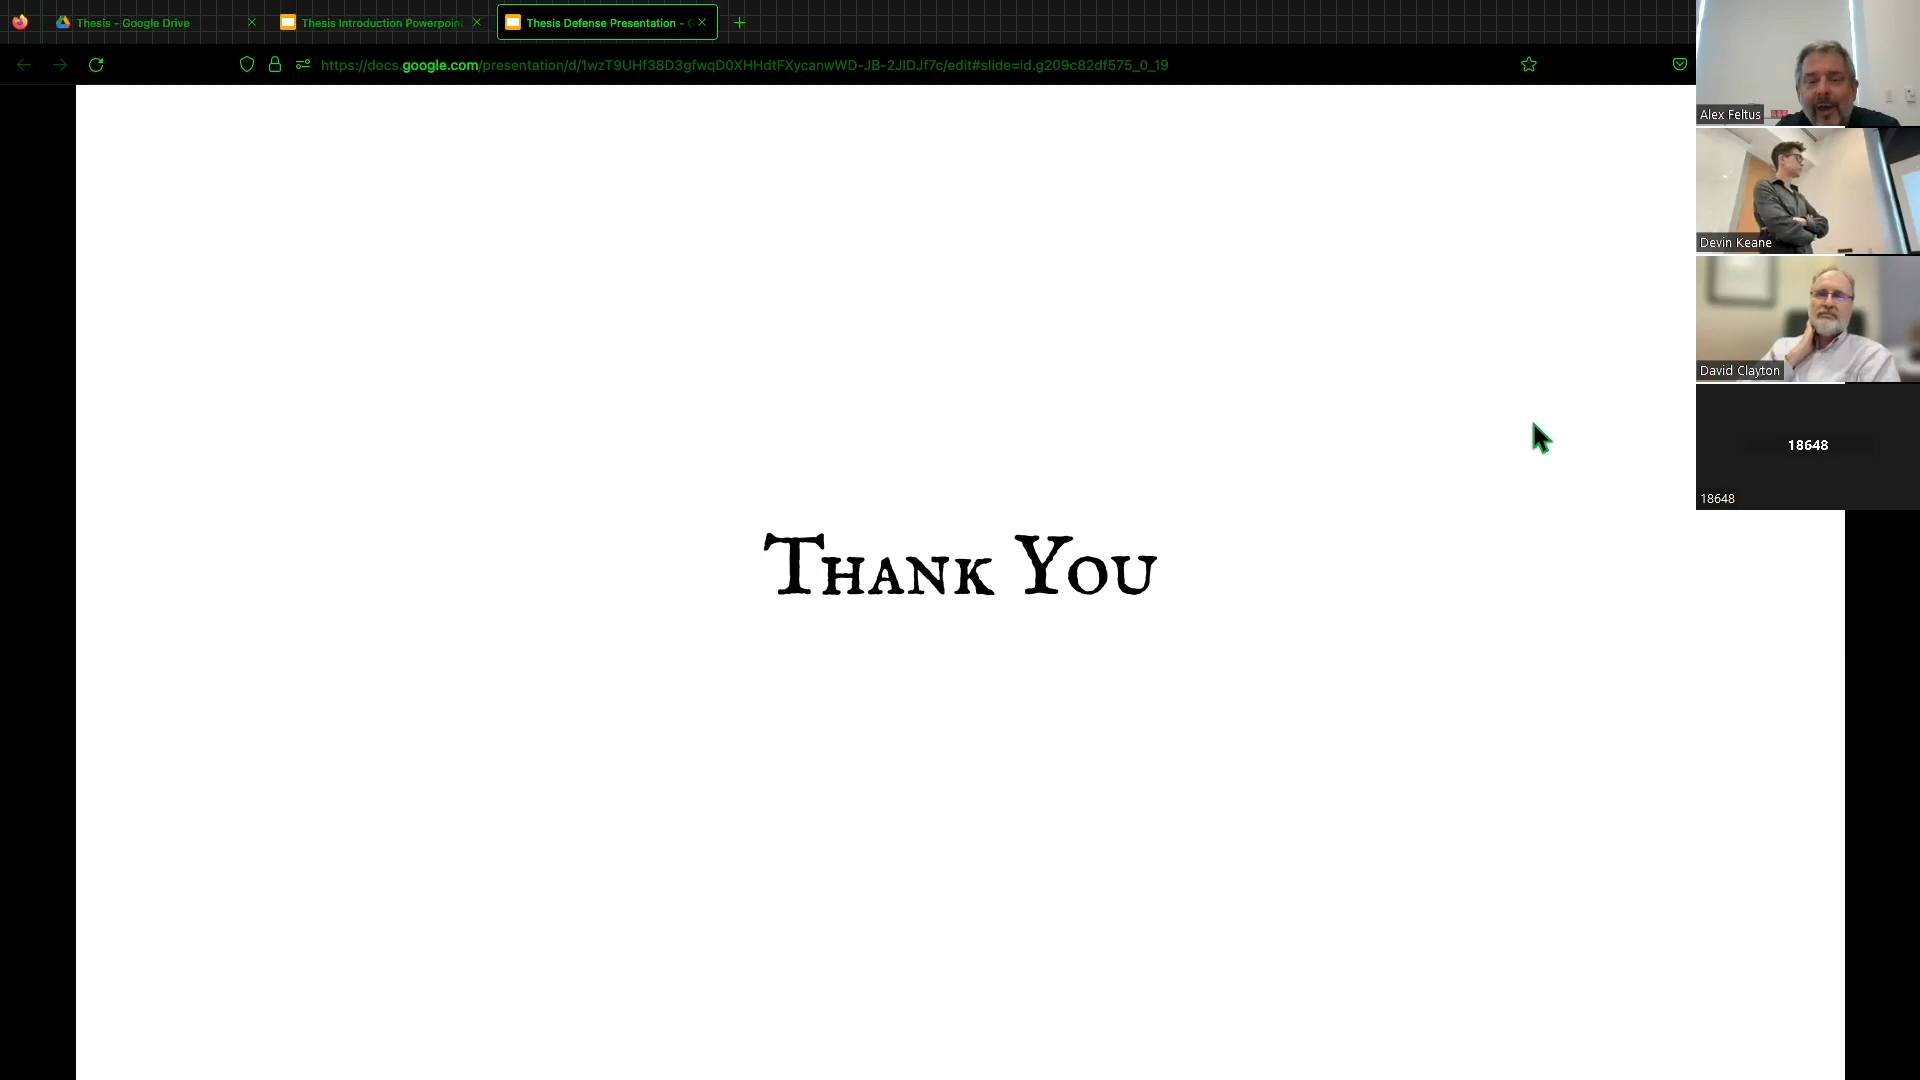 Thesis - Google Drive
Thesis Introduction Powerpoin
Thesis Defense Presentation -
https://docs.google.com/presentation/d/1wzT9UHf38D3gfwqD0XHHdtFXycanwWD-JB-2JIDJf7c/edit#slide=id.g209c82df575_0_19
Alex Feltus
Devin Keane
David Clayton
18648
18648
Thank You